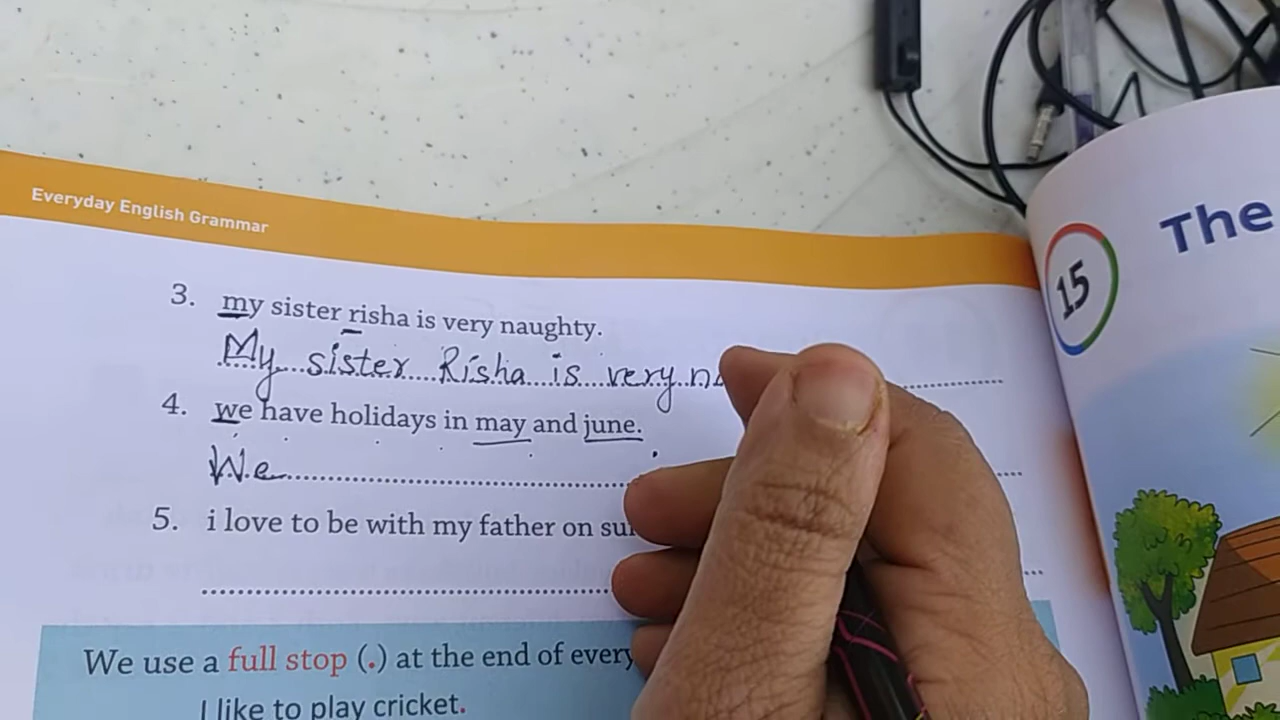 Everyday English Grammar
3. my sister risha is very naughty.
My sister Risha is very
4. we have holidays in may and june.
We
5. i love to be with my father on
We use a full stop (.) at the end of every
I like to play cricket.
15
The